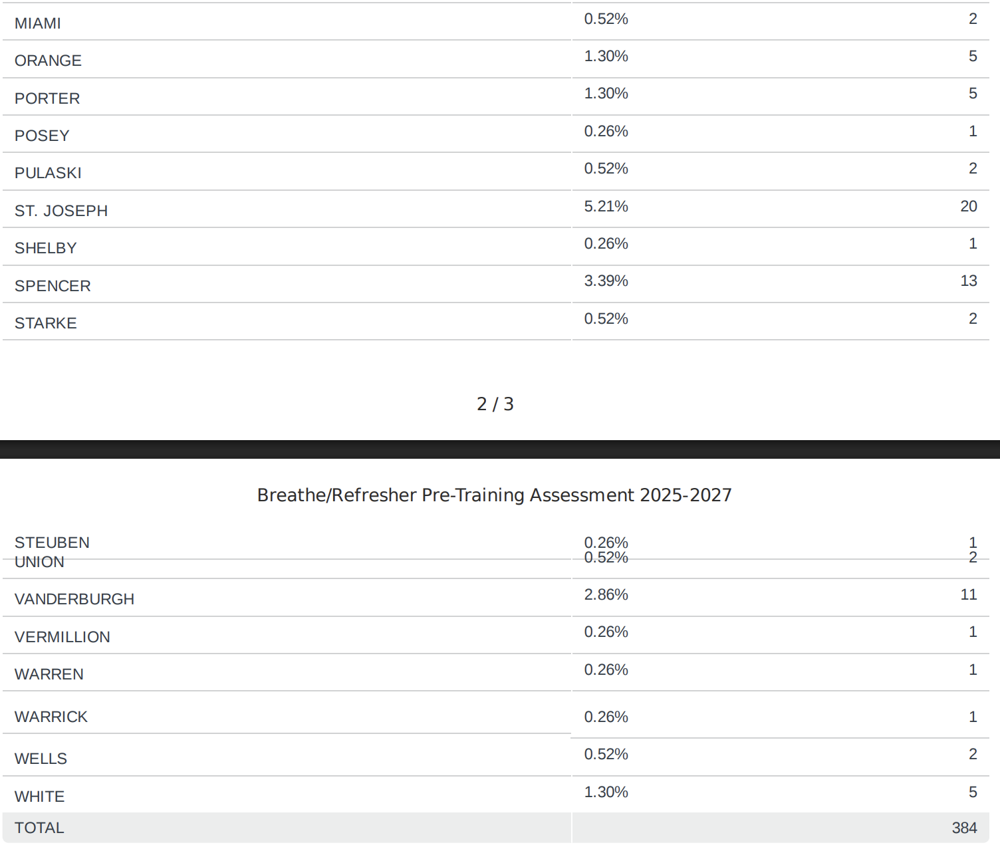 MIAMI 0.52% 2
ORANGE 1.30% 5
PORTER 1.30% 5
POSEY 0.26% 1
PULASKI 0.52% 2
ST. JOSEPH 5.21% 20
SHELBY 0.26% 1
SPENCER 3.39% 13
STARKE 0.52% 2
2 / 3
Breathe/Refresher Pre-Training Assessment 2025-2027
STEUBEN 0.26% 1
UNION 0.52% 2
VANDERBURGH 2.86% 11
VERMILLION 0.26% 1
WARREN 0.26% 1
WARRICK 0.26% 1
WELLS 0.52% 2
WHITE 1.30% 5
TOTAL 384